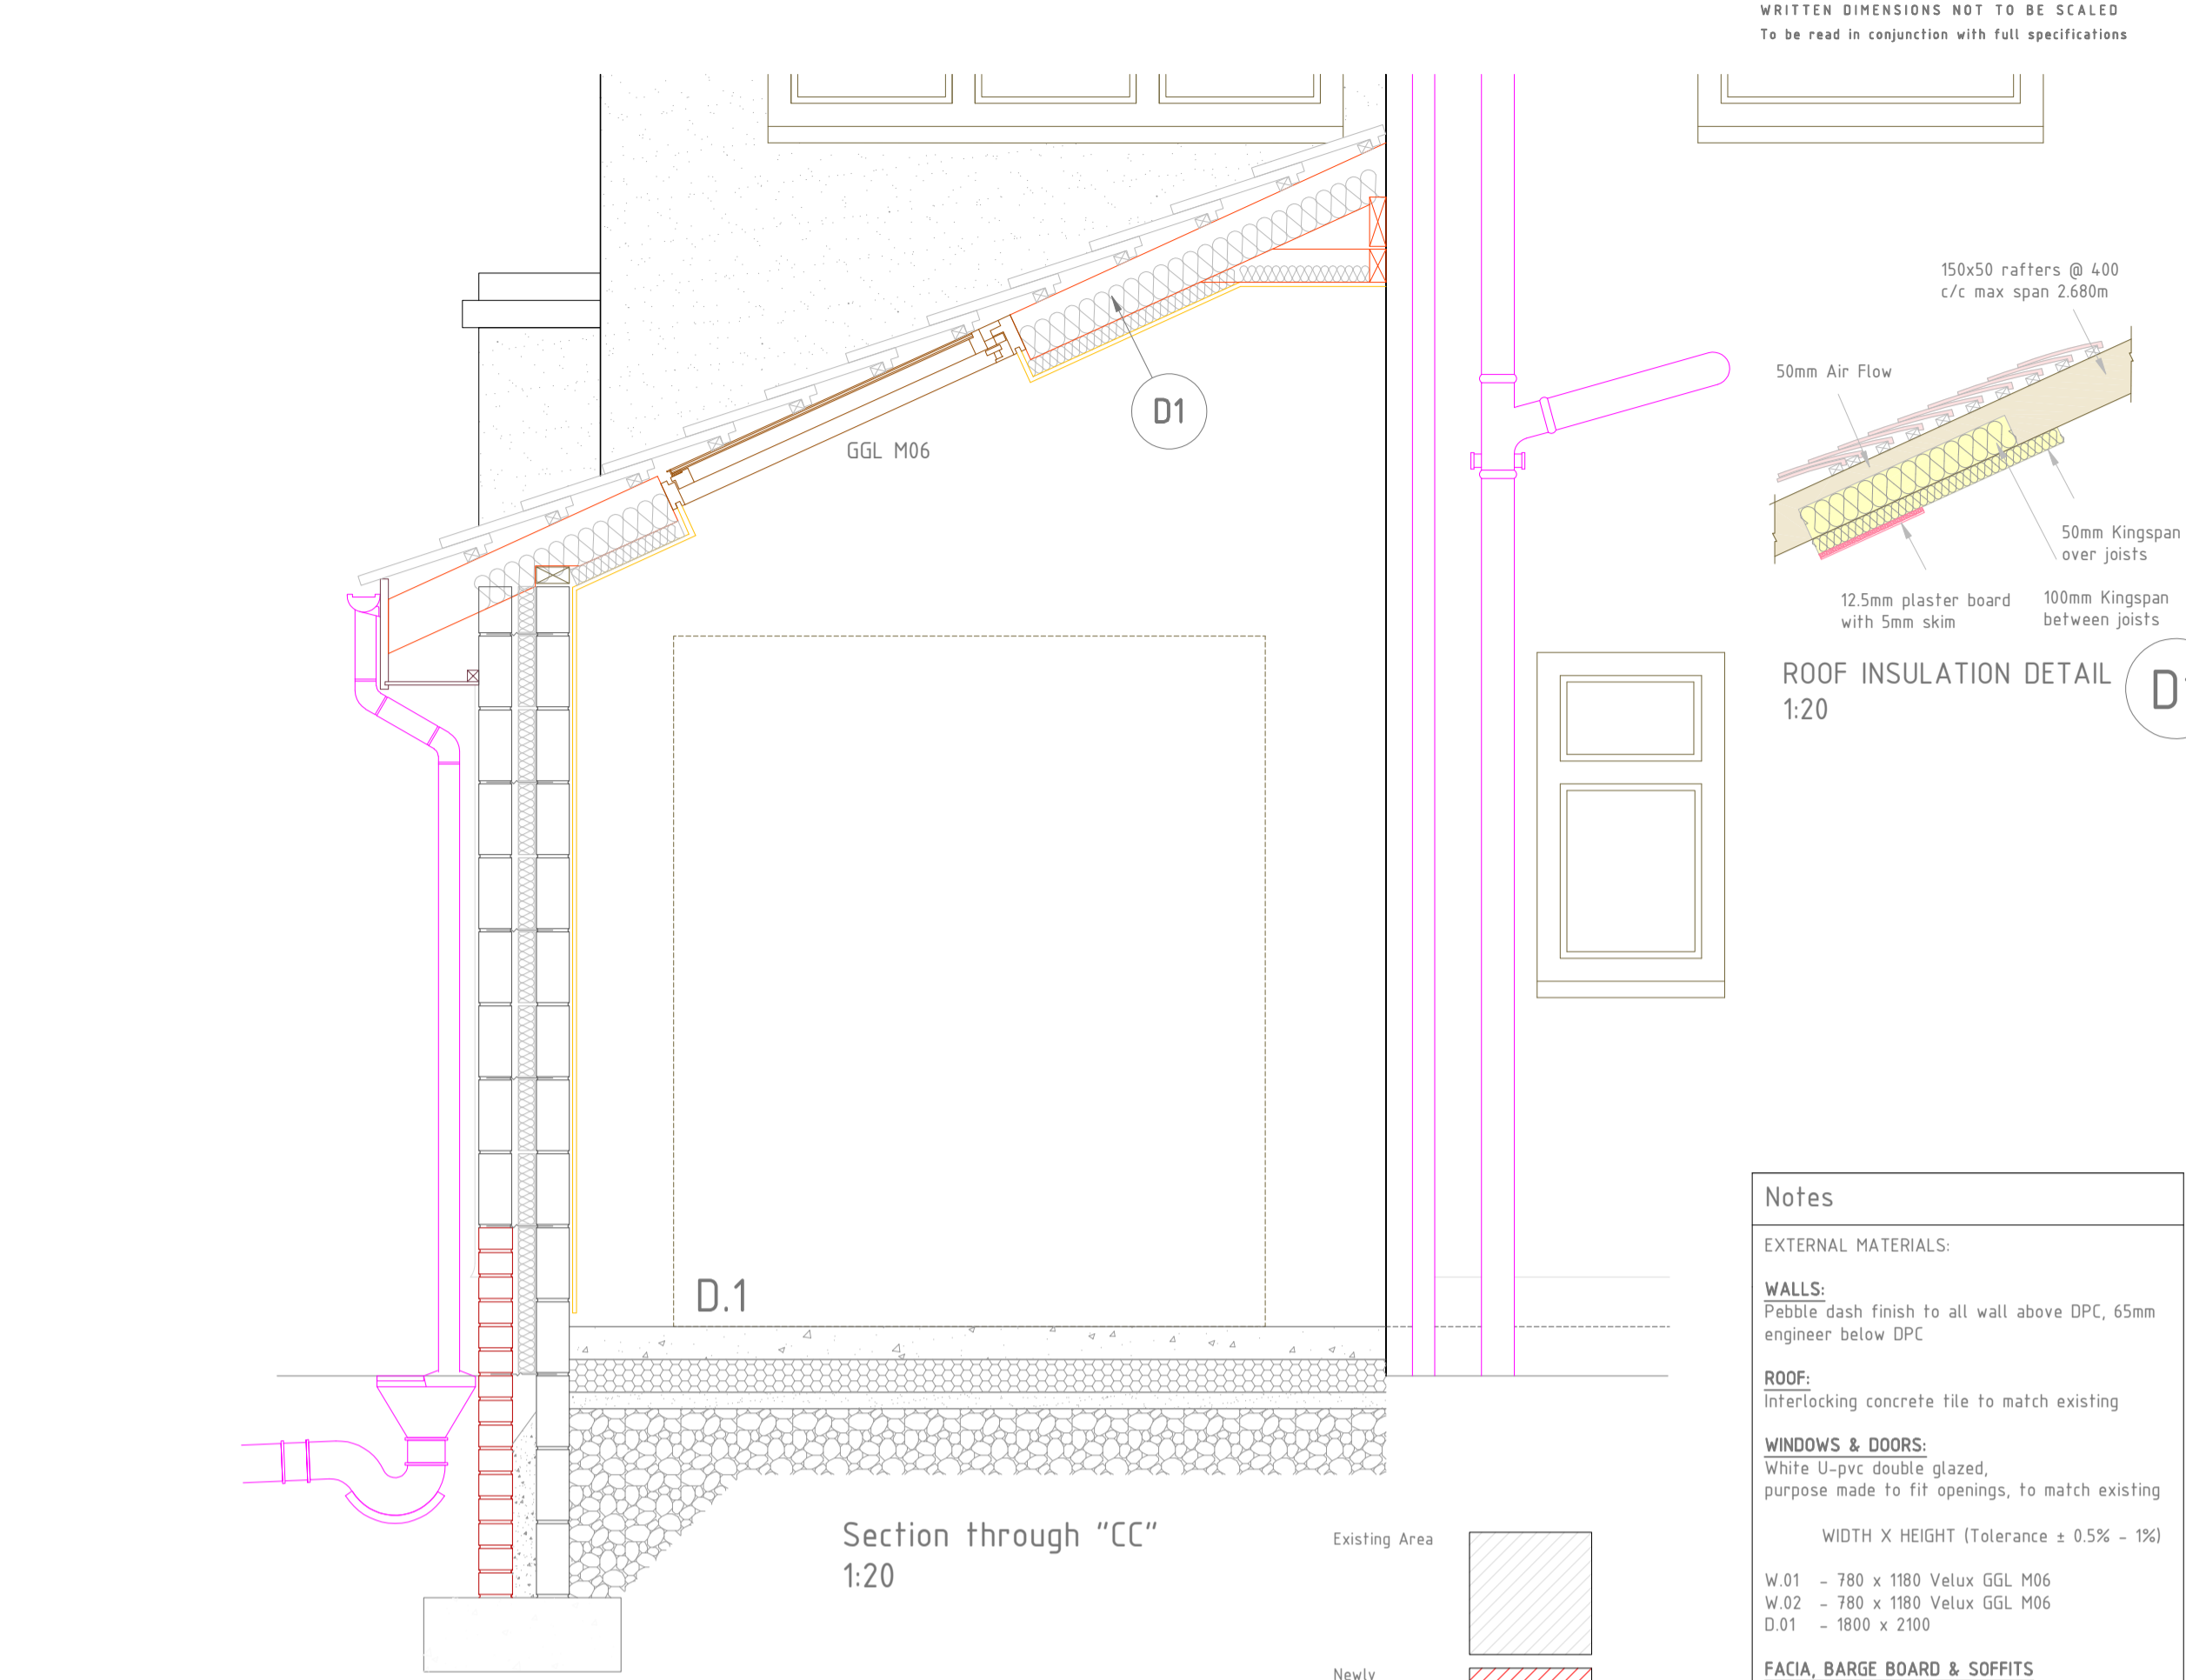 WRITTEN DIMENSIONS NOT TO BE SCALED
To be read in conjunction with full specifications
150x50 rafters @ 400
c/c max span 2.680m
50mm Air Flow
D1
GGL M06
50mm Kingspan
over joists
12.5mm plaster board
with 5mm skim
100mm Kingspan
between joists
ROOF INSULATION DETAIL
1:20
Notes
EXTERNAL MATERIALS:
WALLS:
Pebble dash finish to all wall above DPC, 65mm
engineer below DPC
ROOF:
Interlocking concrete tile to match existing
WINDOWS & DOORS:
White U-pvc double glazed,
purpose made to fit openings, to match existing
WIDTH X HEIGHT (Tolerance ± 0.5% - 1%)
W.01 - 780 x 1180 Velux GGL M06
W.02 - 780 x 1180 Velux GGL M06
D.01 - 1800 x 2100
FACIA, BARGE BOARD & SOFFITS
D.1
Section through "CC"
1:20
Existing Area
Newly